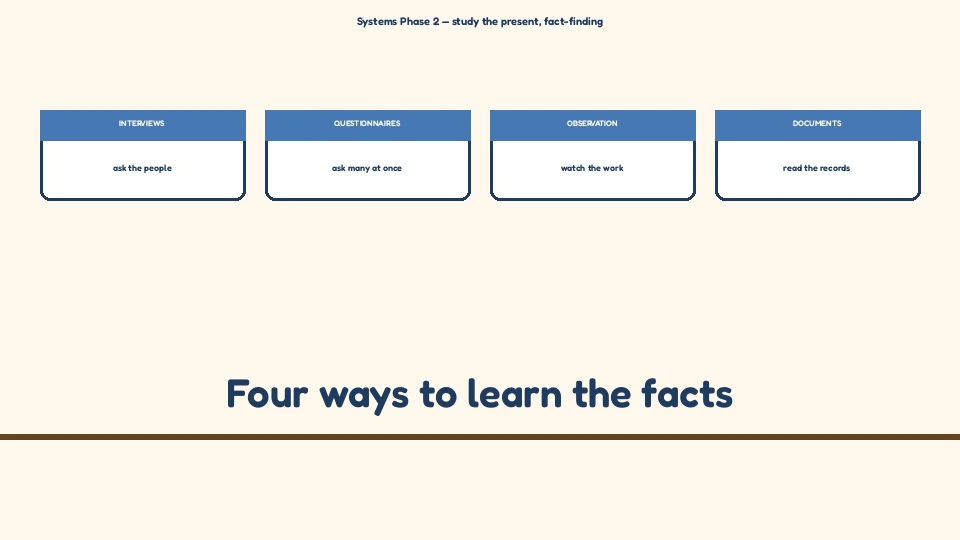 Systems Phase 2 – study the present, fact-finding
INTERVIEWS
ask the people
QUESTIONNAIRES
ask many at once
OBSERVATION
watch the work
DOCUMENTS
read the records
Four ways to learn the facts